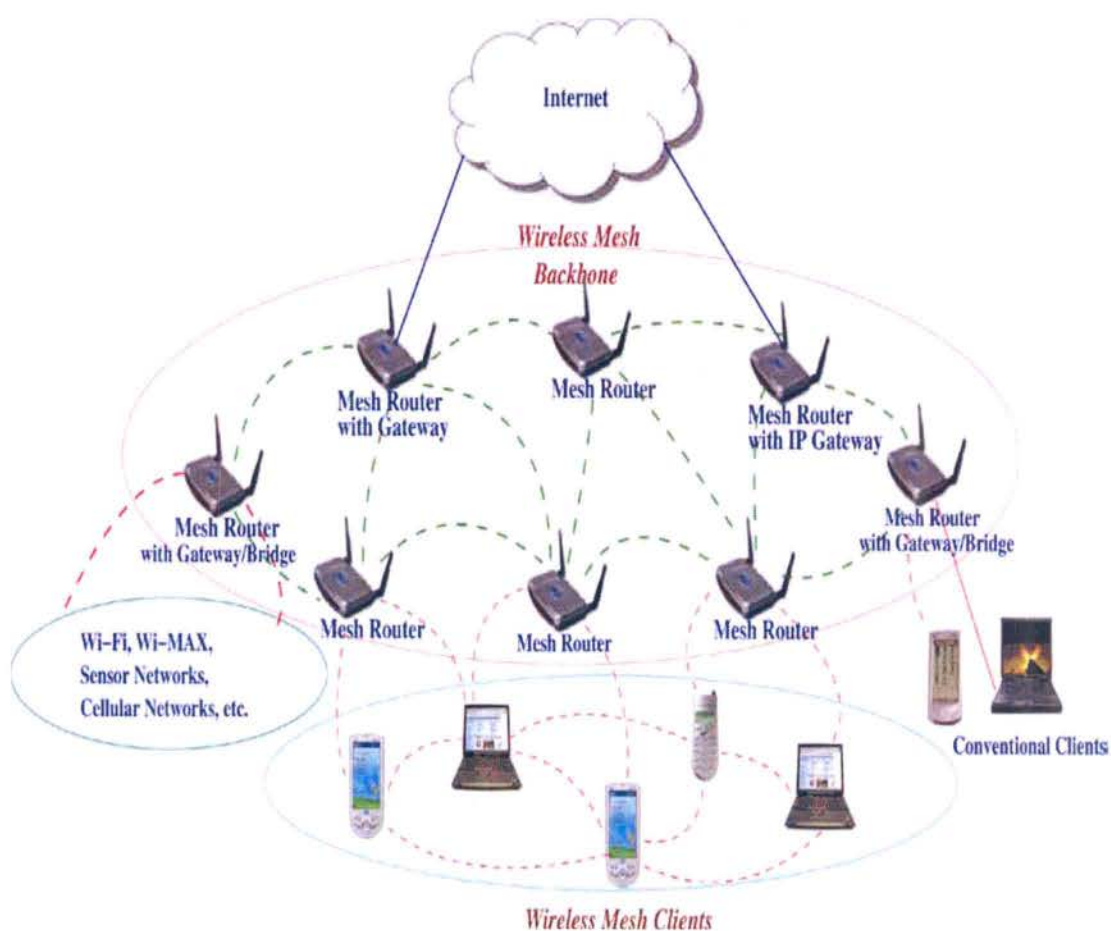 Internet
Wireless Mesh
Backbone
Mesh Router
with Gateway
Mesh Router
Mesh Router
with IP Gateway
Mesh Router
with Gateway/Bridge
Mesh Router
with Gateway/Bridge
Mesh Router
Mesh Router
Mesh Router
Wi-Fi, Wi-MAX,
Sensor Networks,
Cellular Networks, etc.
Conventional Clients
Wireless Mesh Clients